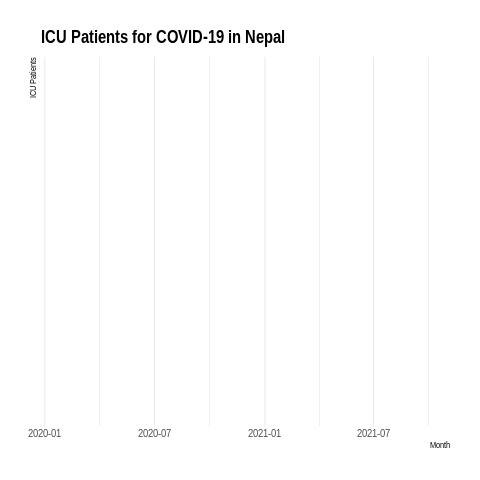 ICU Patients for COVID-19 in Nepal
ICU Patients
2020-01
2020-07
2021-01
2021-07
Month